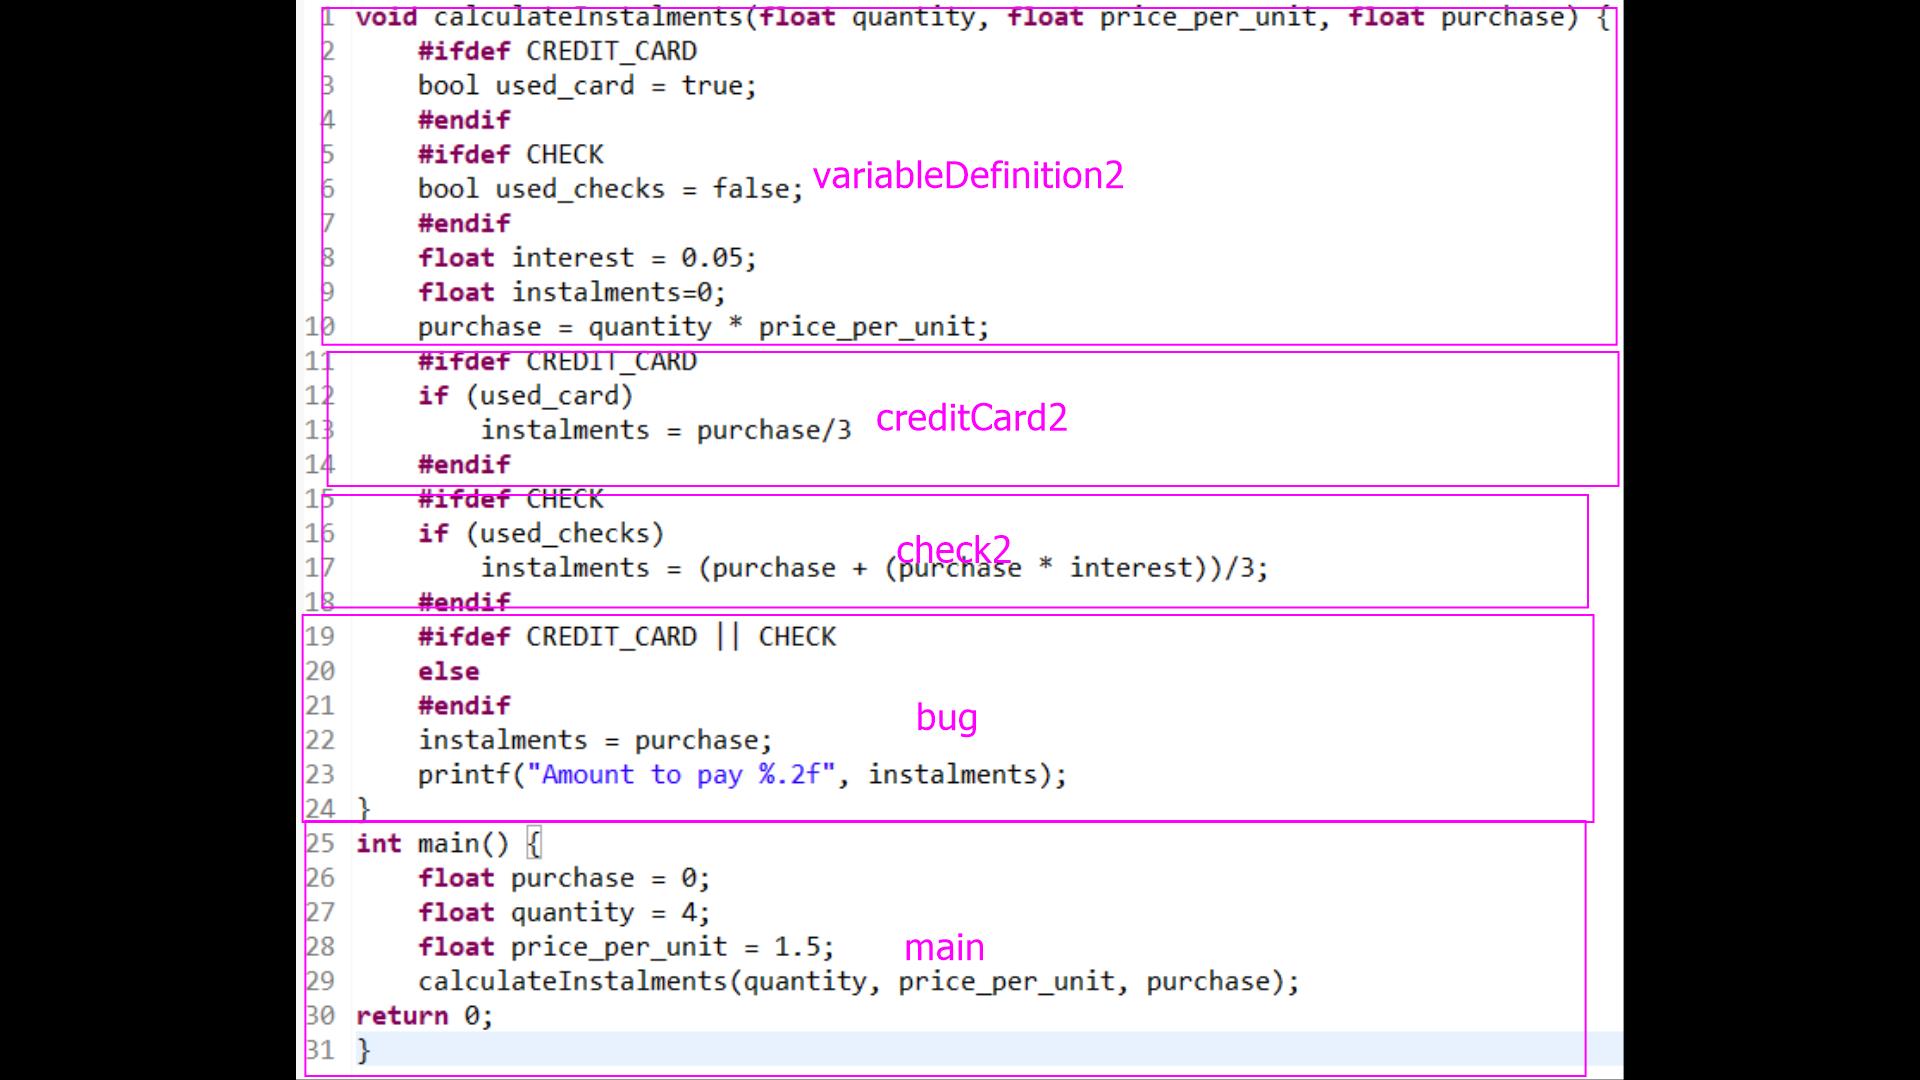 1 void calculateInstalments(float quantity, float price_per_unit, float purchase) {
2 #ifdef CREDIT_CARD
3 bool used_card = true;
4 #endif
5 #ifdef CHECK
variableDefinition2
6 bool used_checks = false;
7 #endif
8 float interest = 0.05;
9 float instalments=0;
10 purchase = quantity * price_per_unit;
11 #ifdef CREDIT_CARD
12 if (used_card)
creditCard2
13 instalments = purchase/3
14 #endif
15 #ifdef CHECK
16 if (used_checks)
check2
17 instalments = (purchase + (purchase * interest))/3;
18 #endif
19 #ifdef CREDIT_CARD || CHECK
20 else
21 #endif
bug
22 instalments = purchase;
23 printf("Amount to pay %.2f", instalments);
24 }
25 int main() {
26 float purchase = 0;
27 float quantity = 4;
28 float price_per_unit = 1.5;
main
29 calculateInstalments(quantity, price_per_unit, purchase);
30 return 0;
31 }